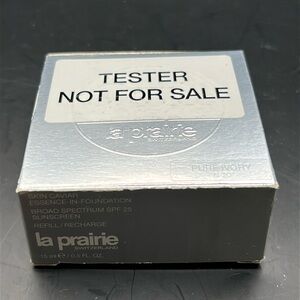 TESTER
NOT FOR SALE
la prairie
SWITZERLAND
PURE IVORY
SKIN CAVIAR
ESSENCE-IN-FOUNDATION
BROAD SPECTRUM SPF 25
SUNSCREEN
REFILL/RECHARGE
la prairie
SWITZERLAND
15 ml ℮ / 0.5 FL. OZ.